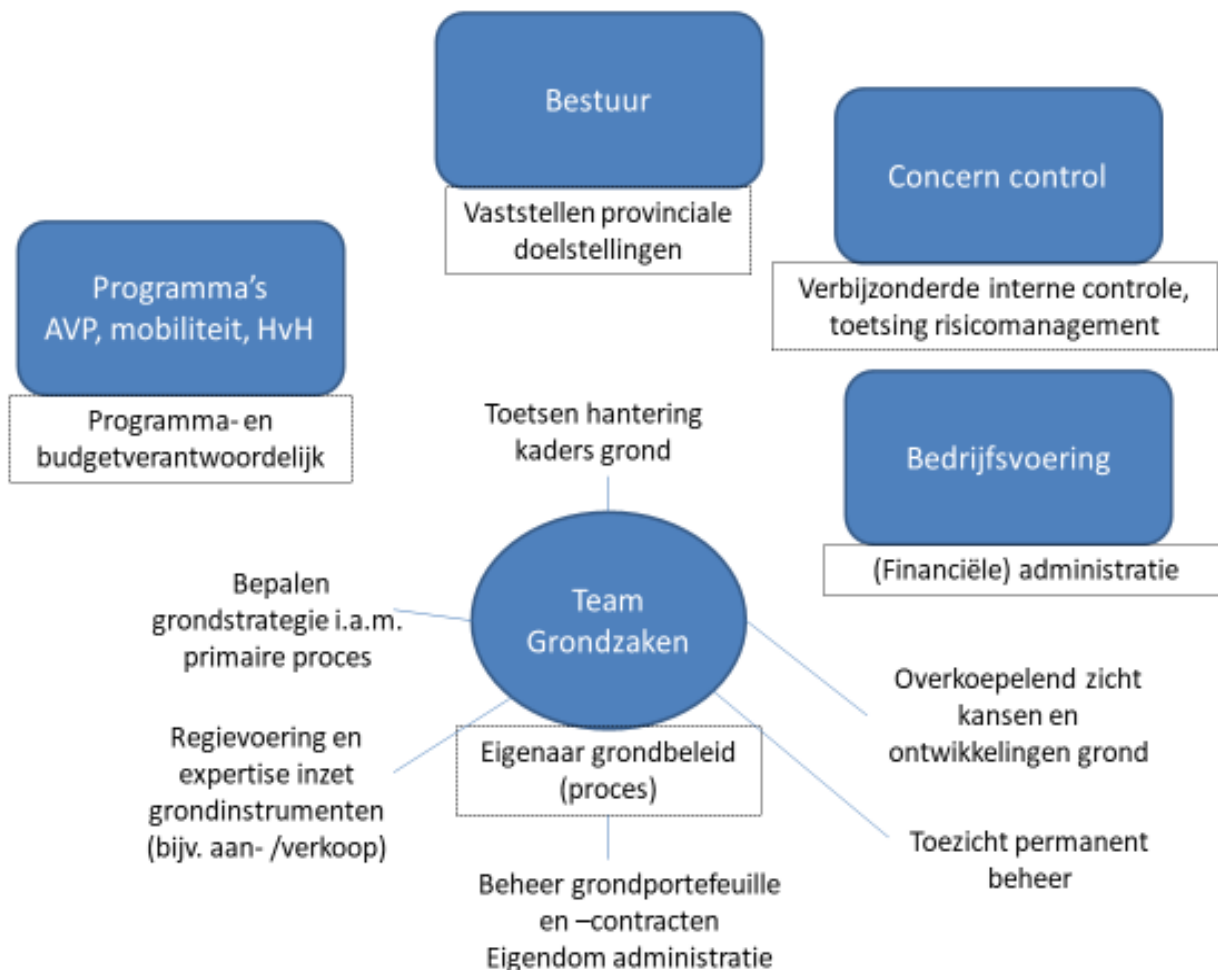 Bestuur
Vaststellen provinciale
doelstellingen
Concern control
Verbijzonderde interne controle,
toetsing risicomanagement
Programma's
AVP, mobiliteit, HvH
Programma- en
budgetverantwoordelijk
Bedrijfsvoering
(Financiële) administratie
Toetsen hantering
kaders grond
Team
Grondzaken
Eigenaar grondbeleid
(proces)
Bepalen
grondstrategie i.a.m.
primaire proces
Regievoering en
expertise inzet
grondinstrumenten
(bijv. aan- /verkoop)
Overkoepelend zicht
kansen en
ontwikkelingen grond
Toezicht permanent
beheer
Beheer grondportefeuille
en –contracten
Eigendom administratie